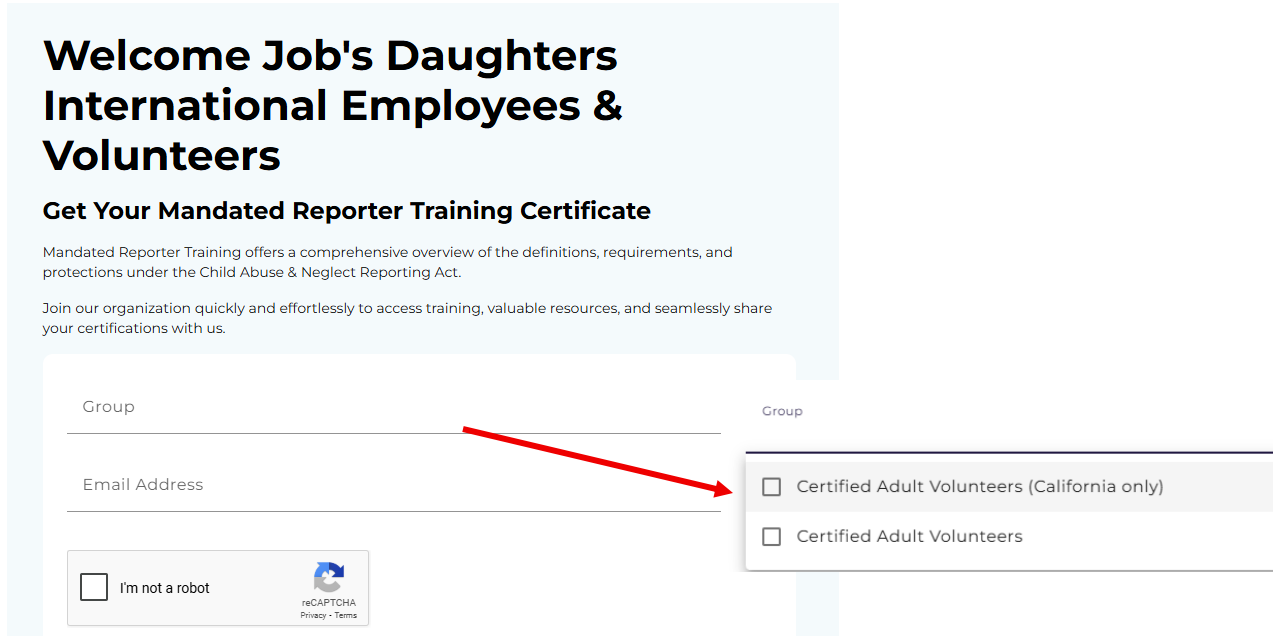 Welcome Job's Daughters
International Employees &
Volunteers
Get Your Mandated Reporter Training Certificate
Mandated Reporter Training offers a comprehensive overview of the definitions, requirements, and
protections under the Child Abuse & Neglect Reporting Act.
Join our organization quickly and effortlessly to access training, valuable resources, and seamlessly share
your certifications with us.
Group
Email Address
I'm not a robot
reCAPTCHA
Privacy - Terms
Group
Certified Adult Volunteers (California only)
Certified Adult Volunteers